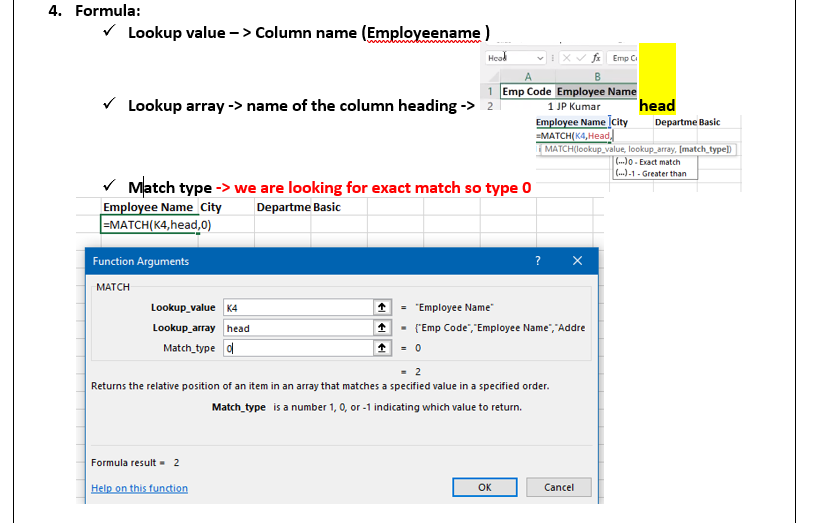 4. Formula:
✓ Lookup value – > Column name (Employeename )
Head fx Emp C
A B
1 Emp Code Employee Name
✓ Lookup array -> name of the column heading -> 2 1 JP Kumar head
Employee Name City Departme Basic
=MATCH(K4,Head,
MATCH(lookup_value, lookup_array, [match_type])
(...)0 - Exact match
(...)-1 - Greater than
✓ Match type -> we are looking for exact match so type 0
Employee Name City Departme Basic
=MATCH(K4,head,0)
Function Arguments ? X
MATCH
Lookup_value K4 = "Employee Name"
Lookup_array head = {"Emp Code","Employee Name","Addre
Match_type 0 = 0
= 2
Returns the relative position of an item in an array that matches a specified value in a specified order.
Match_type is a number 1, 0, or -1 indicating which value to return.
Formula result = 2
Help on this function OK Cancel